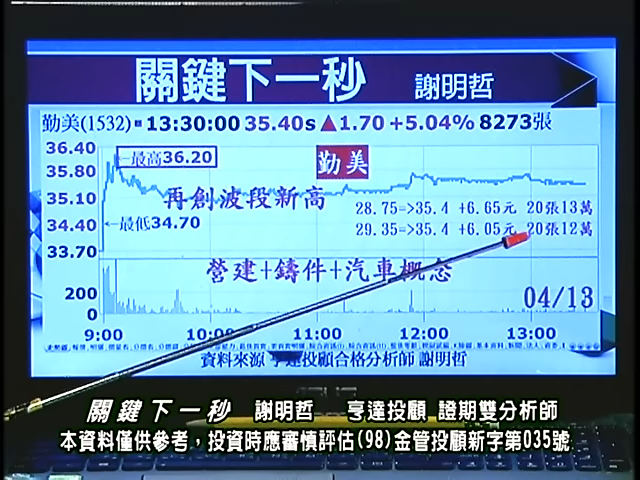 關鍵下一秒 謝明哲
勤美(1532) 13:30:00 35.40s▲1.70 +5.04% 8273張
36.40
35.80
35.10
34.40
33.70
200
0
←最高36.20
勤美
再創波段新高
28.75=>35.4 +6.65元 20張13萬
29.35=>35.4 +6.05元 20張12萬
←最低34.70
營建+鑄件+汽車概念
04/13
9:00 10:00 11:00 12:00 13:00
資料來源 亨達投顧合格分析師 謝明哲
關鍵下一秒 謝明哲 亨達投顧 證期雙分析師
本資料僅供參考，投資時應審慎評估(98)金管投顧新字第035號